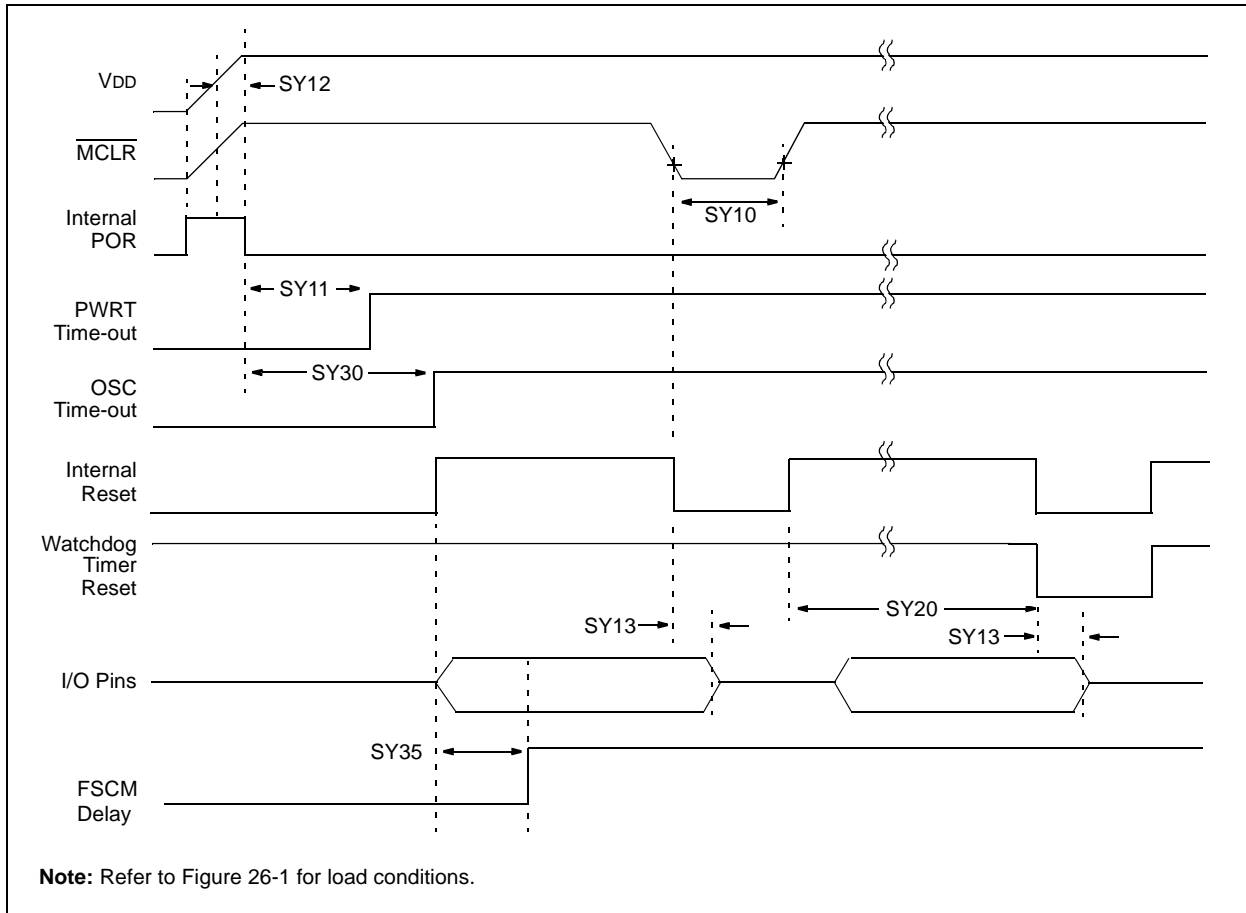 VDD
SY12
MCLR
SY10
Internal
POR
SY11
PWRT
Time-out
SY30
OSC
Time-out
Internal
Reset
Watchdog
Timer
Reset
SY20
SY13
SY13
I/O Pins
SY35
FSCM
Delay
Note: Refer to Figure 26-1 for load conditions.